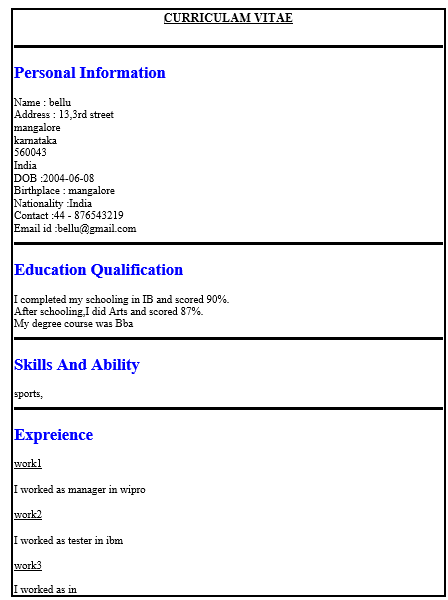 CURRICULAM VITAE
Personal Information
Name : bellu
Address : 13,3rd street
mangalore
karnataka
560043
India
DOB :2004-06-08
Birthplace : mangalore
Nationality :India
Contact :44 - 876543219
Email id :bellu@gmail.com
Education Qualification
I completed my schooling in IB and scored 90%.
After schooling,I did Arts and scored 87%.
My degree course was Bba
Skills And Ability
sports,
Expreience
work1
I worked as manager in wipro
work2
I worked as tester in ibm
work3
I worked as in